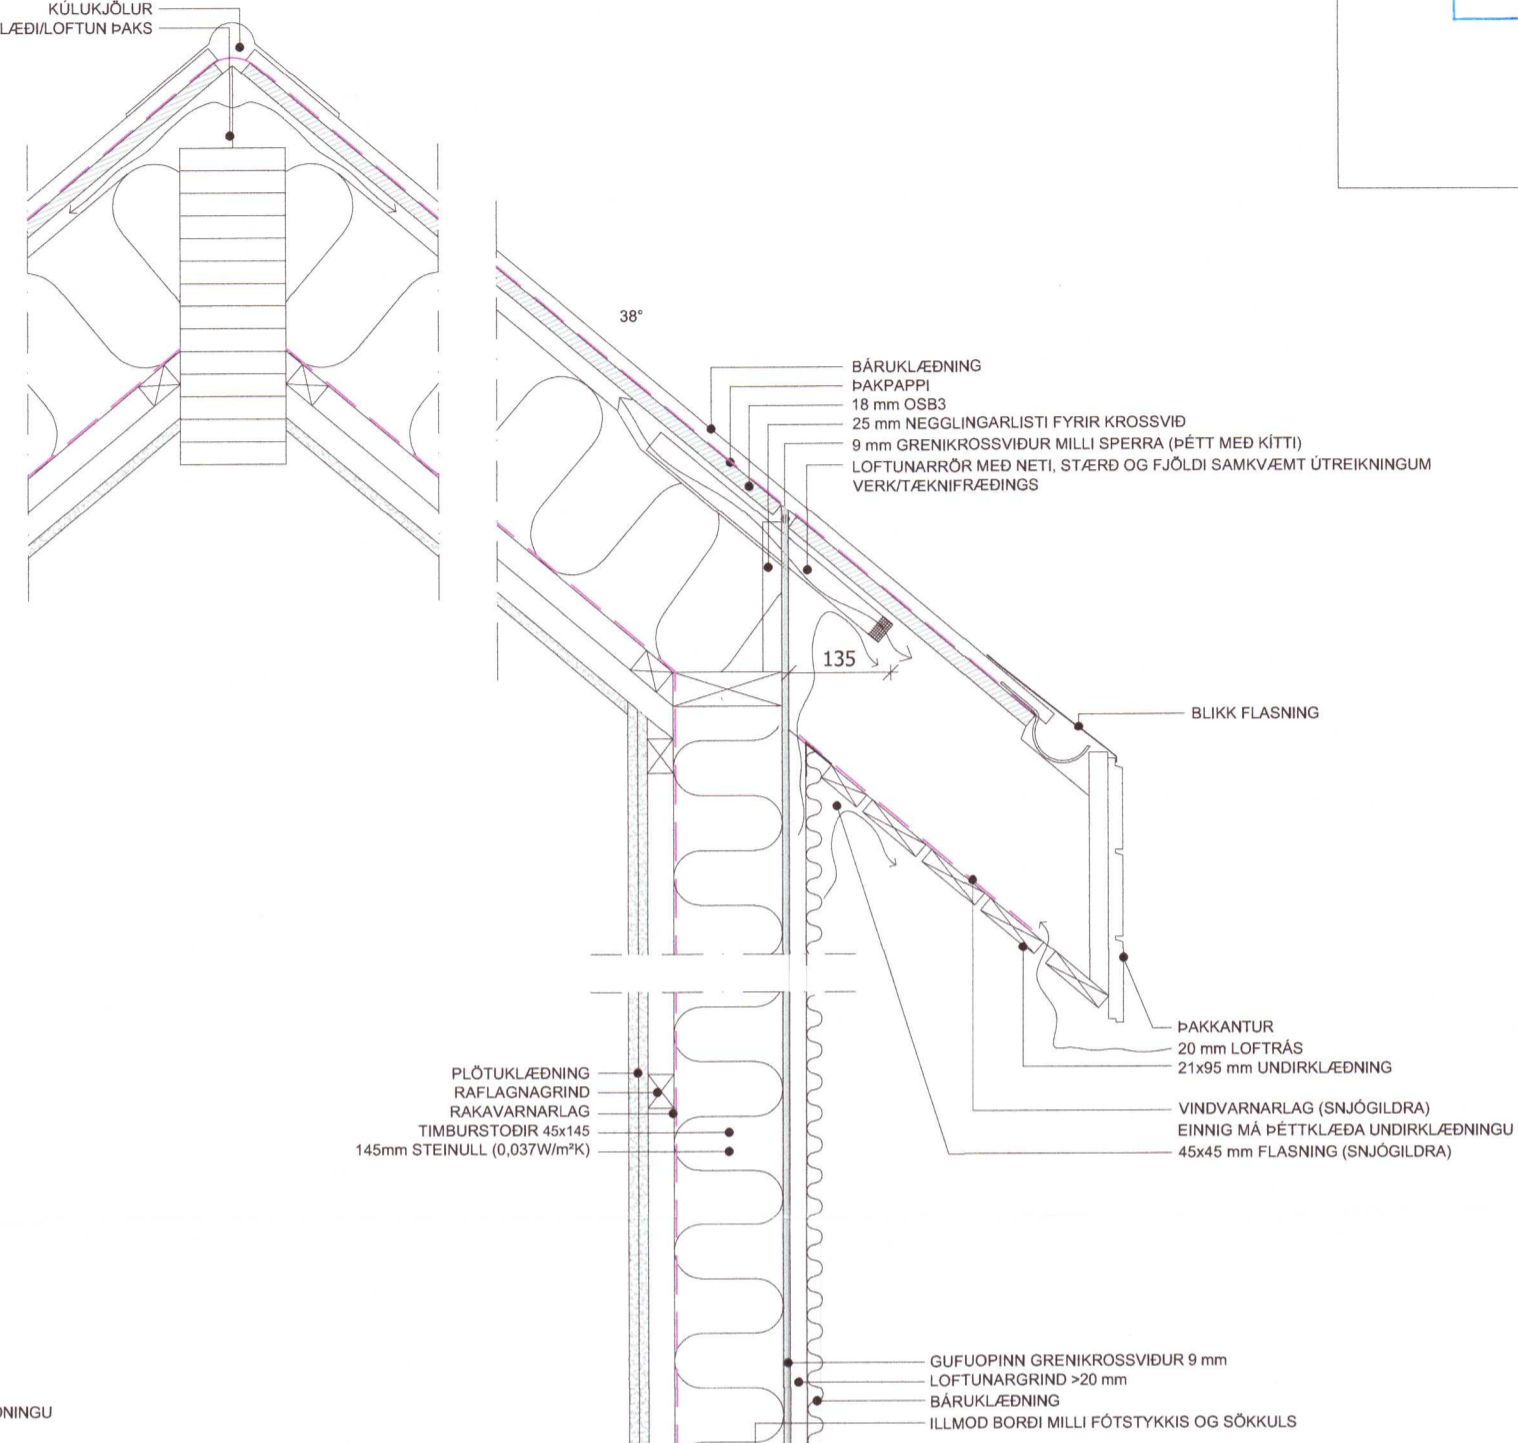 KÚLUKJÖLUR
LÆÐI/LOFTUN ÞAKS
38°
BÁRUKLÆÐNING
ÞAKPAPPI
18 mm OSB3
25 mm NEGGLINGARLISTI FYRIR KROSSVIÐ
9 mm GRENIKROSSVIÐUR MILLI SPERRA (ÞÉTT MEÐ KÍTTI)
LOFTUNARRÖR MEÐ NETI, STÆRÐ OG FJÖLDI SAMKVÆMT ÚTREIKNINGUM
VERK/TÆKNIFRÆÐINGS
135
BLIKK FLASNING
ÞAKKANTUR
20 mm LOFTRÁS
21x95 mm UNDIRKLÆÐNING
VINDVARNARLAG (SNJÓGILDRA)
EINNIG MÁ ÞÉTTKLÆÐA UNDIRKLÆÐNINGU
45x45 mm FLASNING (SNJÓGILDRA)
PLÖTUKLÆÐNING
RAFLAGNAGRIND
RAKAVARNARLAG
TIMBURSTOÐIR 45x145
145mm STEINULL (0,037W/m²K)
GUFUOPINN GRENIKROSSVIÐUR 9 mm
LOFTUNARGRIND >20 mm
BÁRUKLÆÐNING
ILLMOD BORÐI MILLI FÓTSTYKKIS OG SÖKKULS
ÐNINGU